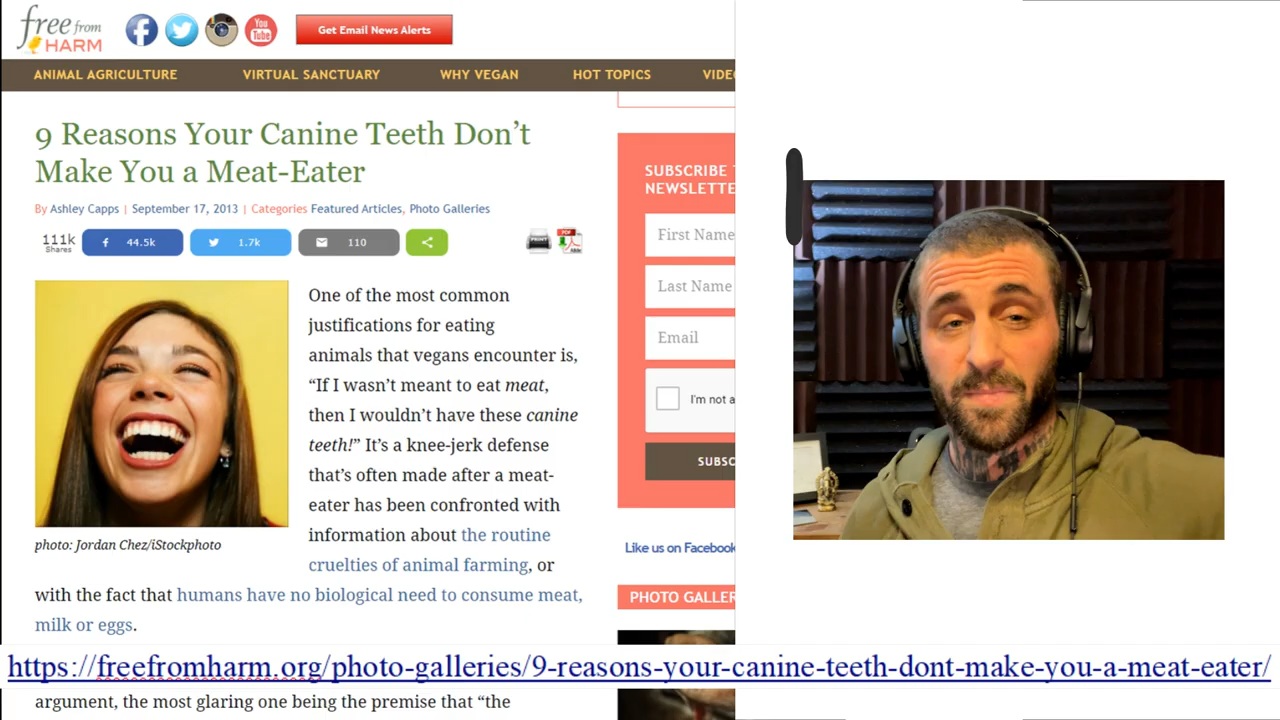 free from
HARM
You
Tube
Get Email News Alerts
ANIMAL AGRICULTURE
VIRTUAL SANCTUARY
WHY VEGAN
HOT TOPICS
9 Reasons Your Canine Teeth Don’t
Make You a Meat-Eater
By Ashley Capps | September 17, 2013 | Categories Featured Articles, Photo Galleries
111k
Shares
44.5k
1.7k
110
PRINT
PDF
One of the most common
justifications for eating
animals that vegans encounter is,
“If I wasn’t meant to eat meat,
then I wouldn’t have these canine
teeth!” It’s a knee-jerk defense
that’s often made after a meat-
eater has been confronted with
information about the routine
cruelties of animal farming, or
with the fact that humans have no biological need to consume meat,
milk or eggs.
photo: Jordan Chez/iStockphoto
SUBSCRIBE
First Name
Last Name
Email
I'm not a
Like us on Facebook
https://freefromharm.org/photo-galleries/9-reasons-your-canine-teeth-dont-make-you-a-meat-eater/
argument, the most glaring one being the premise that “the